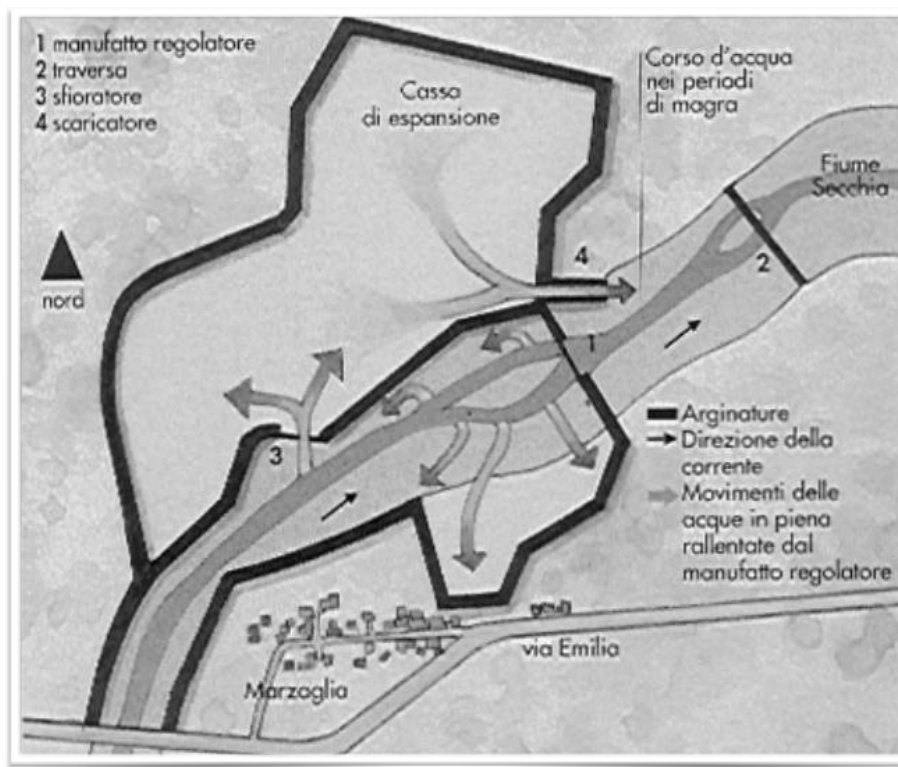 1 manufatto regolatore
2 traversa
3 sfioratore
4 scaricatore
Cassa
di espansione
Corso d'acqua
nei periodi
di magra
Fiume
Secchia
nord
4
2
1
3
Arginature
Direzione della
corrente
Movimenti delle
acque in piena
rallentate dal
manufatto regolatore
via Emilia
Marzaglia